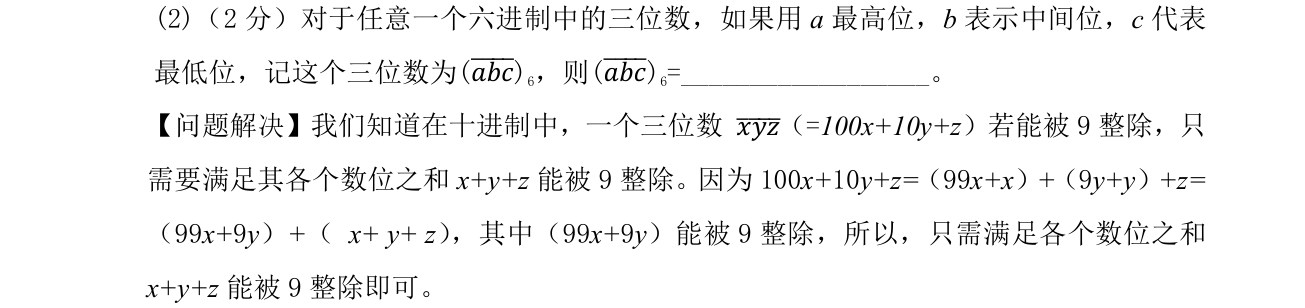 (2)（2 分）对于任意一个六进制中的三位数，如果用 a 最高位，b 表示中间位，c 代表
最低位，记这个三位数为(a̅b̅c̅)₆，则(a̅b̅c̅)₆=__________________。
【问题解决】我们知道在十进制中，一个三位数 x̅y̅z̅（=100x+10y+z）若能被 9 整除，只
需要满足其各个数位之和 x+y+z 能被 9 整除。因为 100x+10y+z=（99x+x）+（9y+y）+z=
（99x+9y）+（ x+ y+ z），其中（99x+9y）能被 9 整除，所以，只需满足各个数位之和
x+y+z 能被 9 整除即可。